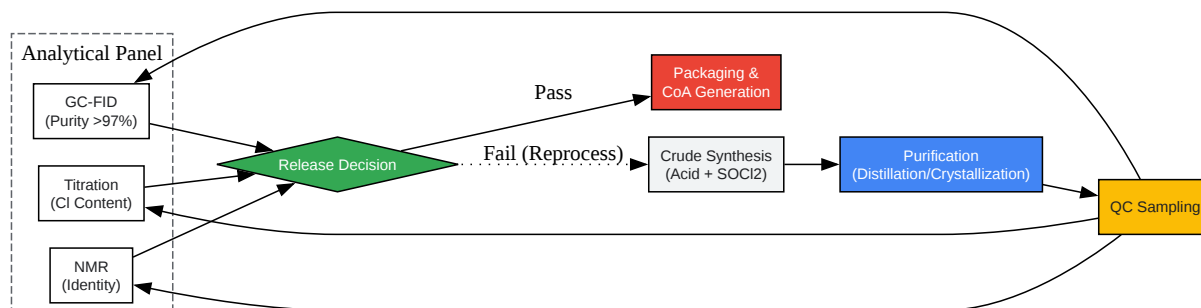 Analytical Panel
GC-FID
(Purity >97%)
Titration
(Cl Content)
NMR
(Identity)
Release Decision
Pass
Fail (Reprocess)
Packaging &
CoA Generation
Crude Synthesis
(Acid + SOCl2)
Purification
(Distillation/Crystallization)
QC Sampling